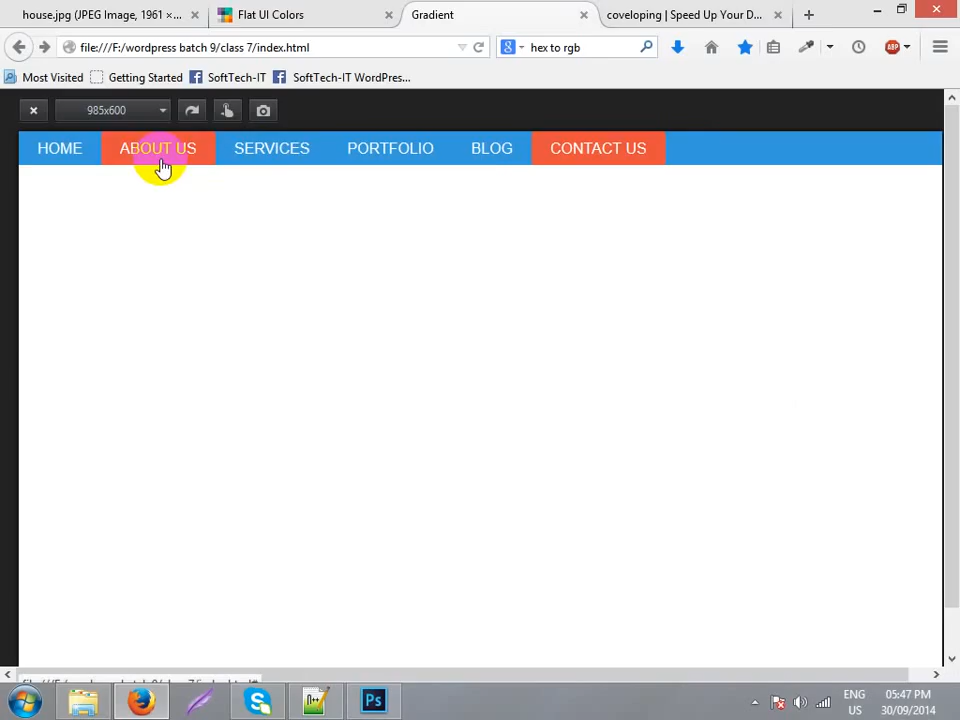 house.jpg (JPEG Image, 1961 ×...
Flat UI Colors
Gradient
coveloping | Speed Up Your D...
file:///F:/wordpress batch 9/class 7/index.html
hex to rgb
ABP
Most Visited
Getting Started
SoftTech-IT
SoftTech-IT WordPres...
985x600
HOME
ABOUT US
SERVICES
PORTFOLIO
BLOG
CONTACT US
ENG
US
05:47 PM
30/09/2014